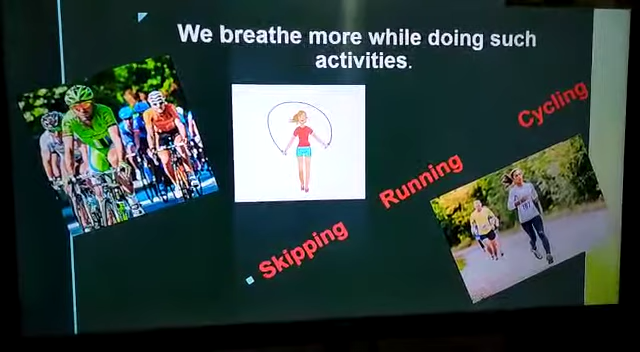 We breathe more while doing such
activities.
Cycling
Running
Skipping